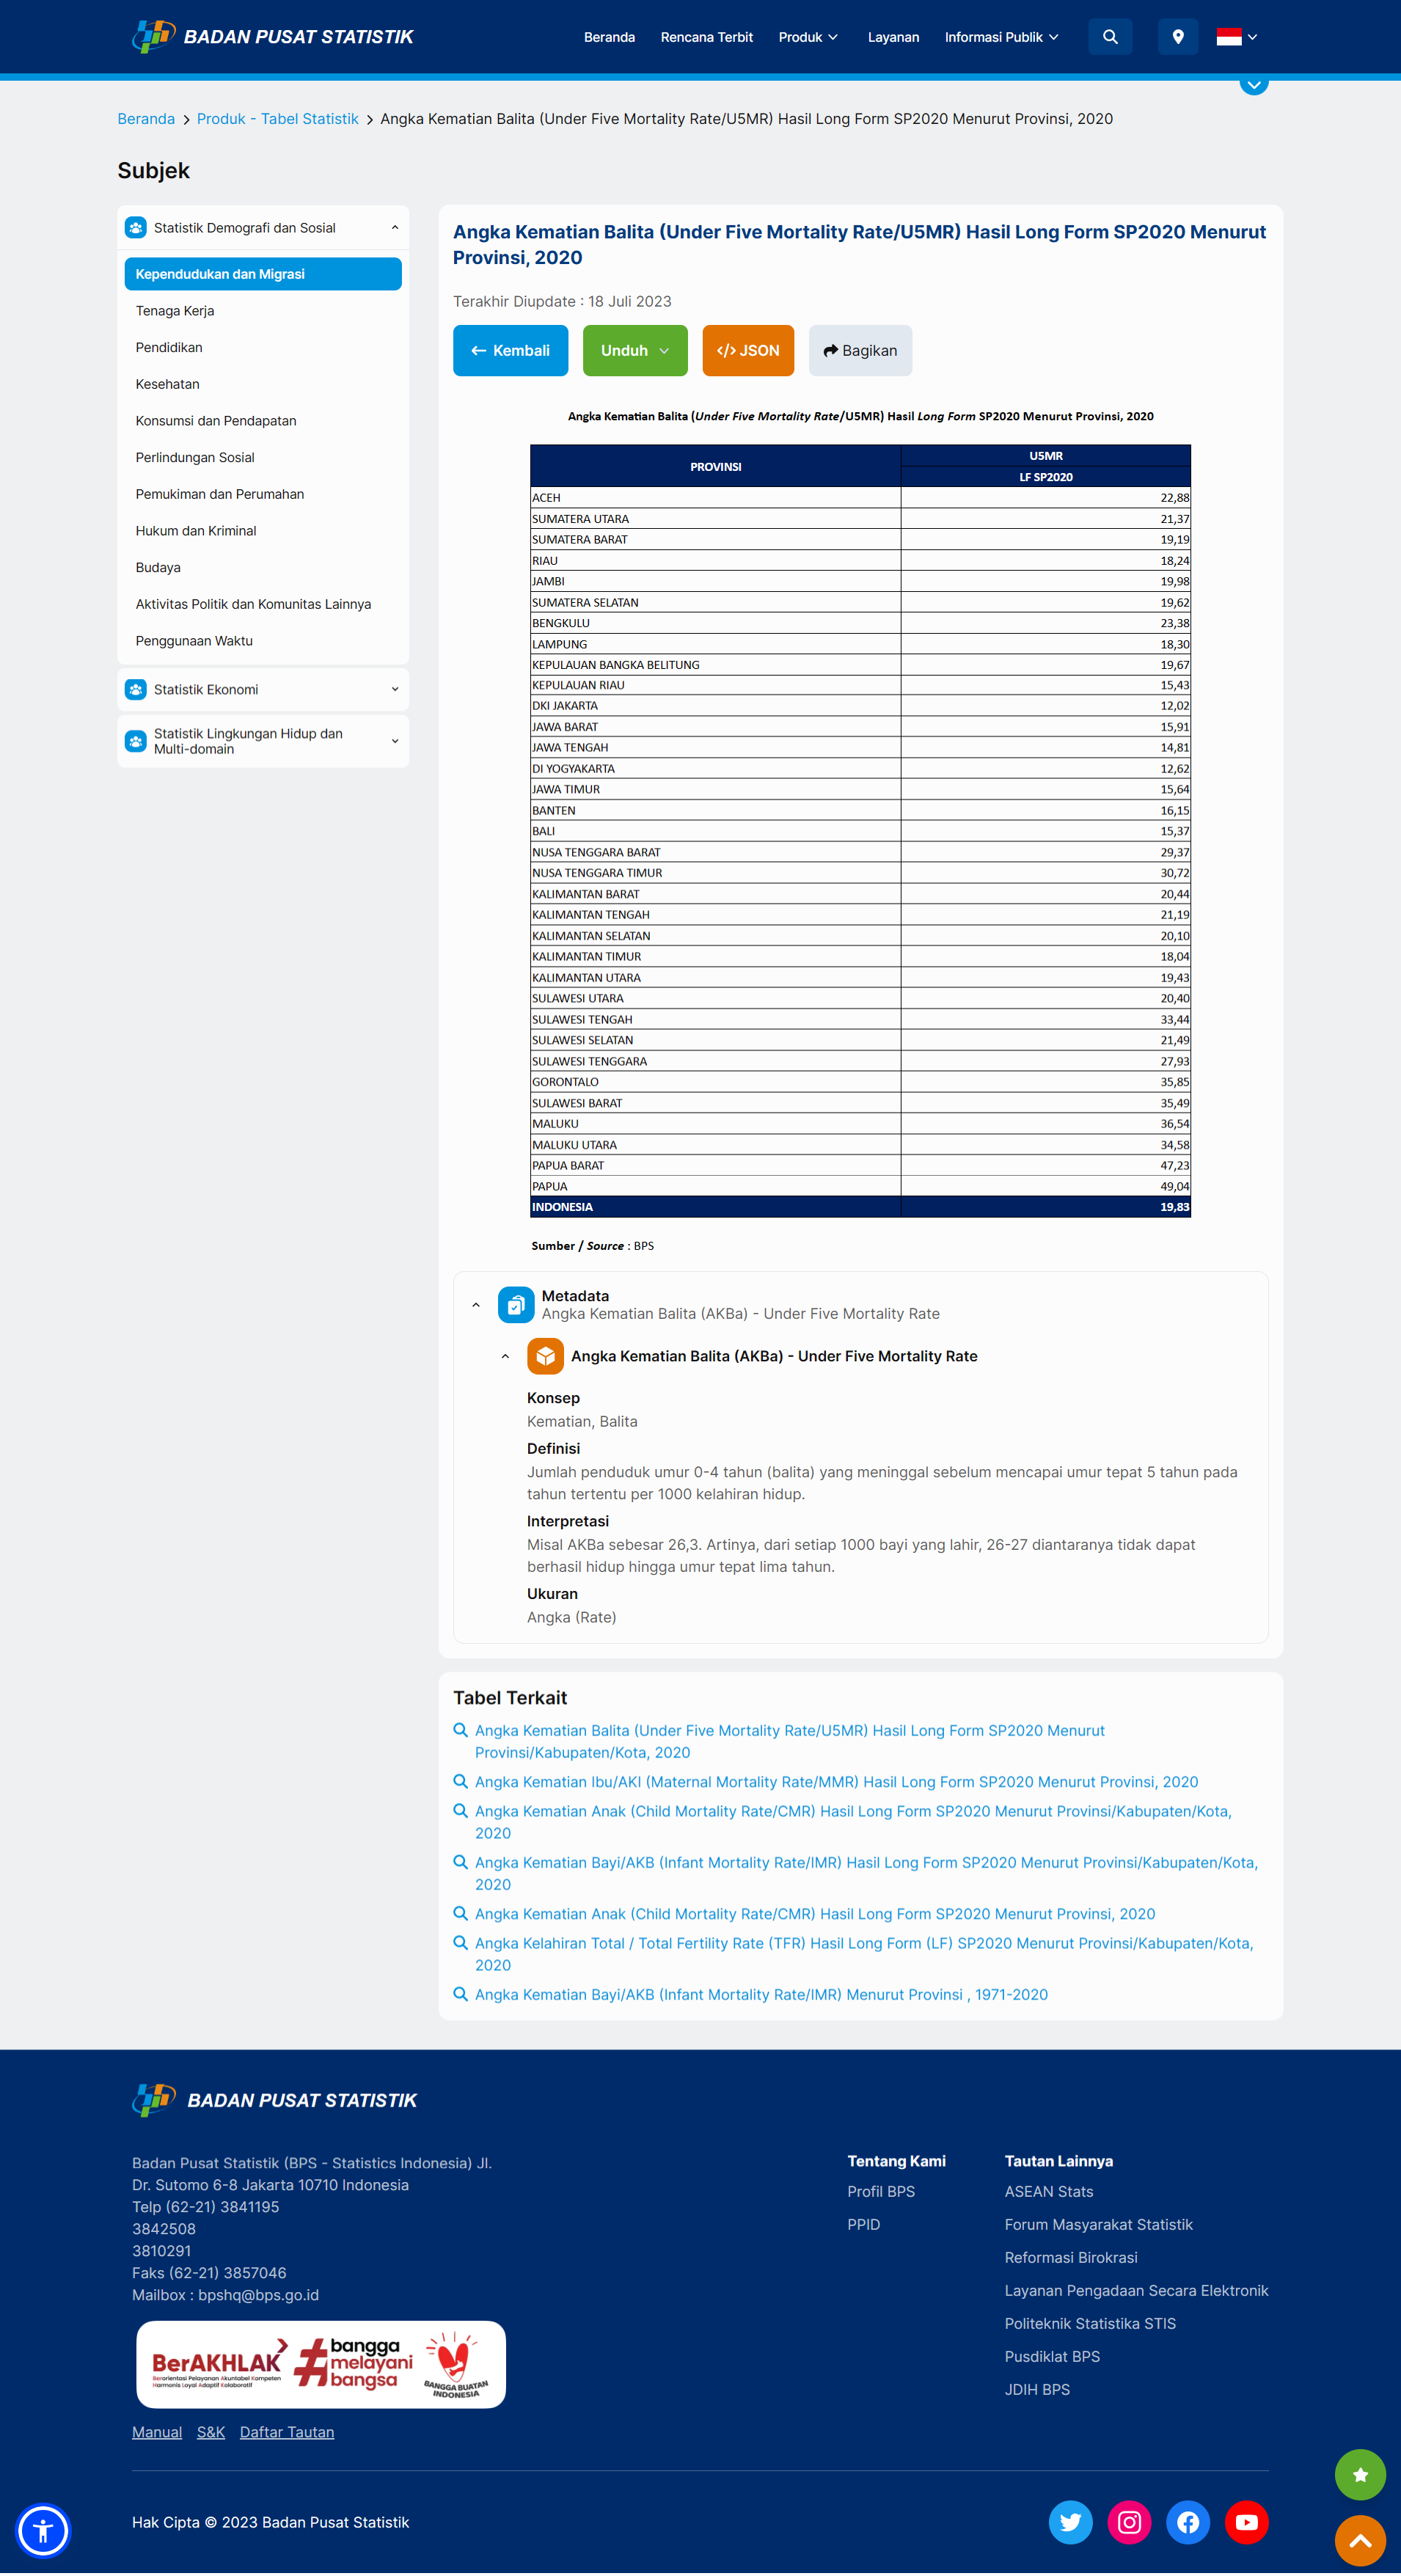 BADAN PUSAT STATISTIK
Beranda Rencana Terbit Produk Layanan Informasi Publik
Beranda > Produk - Tabel Statistik > Angka Kematian Balita (Under Five Mortality Rate/U5MR) Hasil Long Form SP2020 Menurut Provinsi, 2020
Subjek
Statistik Demografi dan Sosial
Kependudukan dan Migrasi
Tenaga Kerja
Pendidikan
Kesehatan
Konsumsi dan Pendapatan
Perlindungan Sosial
Pemukiman dan Perumahan
Hukum dan Kriminal
Budaya
Aktivitas Politik dan Komunitas Lainnya
Penggunaan Waktu
Statistik Ekonomi
Statistik Lingkungan Hidup dan
Multi-domain
Angka Kematian Balita (Under Five Mortality Rate/U5MR) Hasil Long Form SP2020 Menurut
Provinsi, 2020
Terakhir Diupdate : 18 Juli 2023
Kembali Unduh </> JSON Bagikan
Angka Kematian Balita (Under Five Mortality Rate/U5MR) Hasil Long Form SP2020 Menurut Provinsi, 2020
PROVINSI U5MR
LF SP2020
ACEH 22,88
SUMATERA UTARA 21,37
SUMATERA BARAT 19,19
RIAU 18,24
JAMBI 19,98
SUMATERA SELATAN 19,62
BENGKULU 23,38
LAMPUNG 18,30
KEPULAUAN BANGKA BELITUNG 19,67
KEPULAUAN RIAU 15,43
DKI JAKARTA 12,02
JAWA BARAT 15,91
JAWA TENGAH 14,81
DI YOGYAKARTA 12,62
JAWA TIMUR 15,64
BANTEN 16,15
BALI 15,37
NUSA TENGGARA BARAT 29,37
NUSA TENGGARA TIMUR 30,72
KALIMANTAN BARAT 20,44
KALIMANTAN TENGAH 21,19
KALIMANTAN SELATAN 20,10
KALIMANTAN TIMUR 18,04
KALIMANTAN UTARA 19,43
SULAWESI UTARA 20,40
SULAWESI TENGAH 33,44
SULAWESI SELATAN 21,49
SULAWESI TENGGARA 27,93
GORONTALO 35,85
SULAWESI BARAT 35,49
MALUKU 36,54
MALUKU UTARA 34,58
PAPUA BARAT 47,23
PAPUA 49,04
INDONESIA 19,83
Sumber / Source : BPS
Metadata
Angka Kematian Balita (AKBa) - Under Five Mortality Rate
Angka Kematian Balita (AKBa) - Under Five Mortality Rate
Konsep
Kematian, Balita
Definisi
Jumlah penduduk umur 0-4 tahun (balita) yang meninggal sebelum mencapai umur tepat 5 tahun pada
tahun tertentu per 1000 kelahiran hidup.
Interpretasi
Misal AKBa sebesar 26,3. Artinya, dari setiap 1000 bayi yang lahir, 26-27 diantaranya tidak dapat
berhasil hidup hingga umur tepat lima tahun.
Ukuran
Angka (Rate)
Tabel Terkait
Angka Kematian Balita (Under Five Mortality Rate/U5MR) Hasil Long Form SP2020 Menurut
Provinsi/Kabupaten/Kota, 2020
Angka Kematian Ibu/AKI (Maternal Mortality Rate/MMR) Hasil Long Form SP2020 Menurut Provinsi, 2020
Angka Kematian Anak (Child Mortality Rate/CMR) Hasil Long Form SP2020 Menurut Provinsi/Kabupaten/Kota,
2020
Angka Kematian Bayi/AKB (Infant Mortality Rate/IMR) Hasil Long Form SP2020 Menurut Provinsi/Kabupaten/Kota,
2020
Angka Kematian Anak (Child Mortality Rate/CMR) Hasil Long Form SP2020 Menurut Provinsi, 2020
Angka Kelahiran Total / Total Fertility Rate (TFR) Hasil Long Form (LF) SP2020 Menurut Provinsi/Kabupaten/Kota,
2020
Angka Kematian Bayi/AKB (Infant Mortality Rate/IMR) Menurut Provinsi , 1971-2020
BADAN PUSAT STATISTIK
Badan Pusat Statistik (BPS - Statistics Indonesia) Jl.
Dr. Sutomo 6-8 Jakarta 10710 Indonesia
Telp (62-21) 3841195
3842508
3810291
Faks (62-21) 3857046
Mailbox : bpshq@bps.go.id
BerAKHLAK
Berorientasi Pelayanan Akuntabel Kompeten
Harmonis Loyal Adaptif Kolaboratif
#bangga
melayani
bangsa
BANGGA BUATAN
INDONESIA
Manual S&K Daftar Tautan
Tentang Kami
Profil BPS
PPID
Tautan Lainnya
ASEAN Stats
Forum Masyarakat Statistik
Reformasi Birokrasi
Layanan Pengadaan Secara Elektronik
Politeknik Statistika STIS
Pusdiklat BPS
JDIH BPS
Hak Cipta © 2023 Badan Pusat Statistik